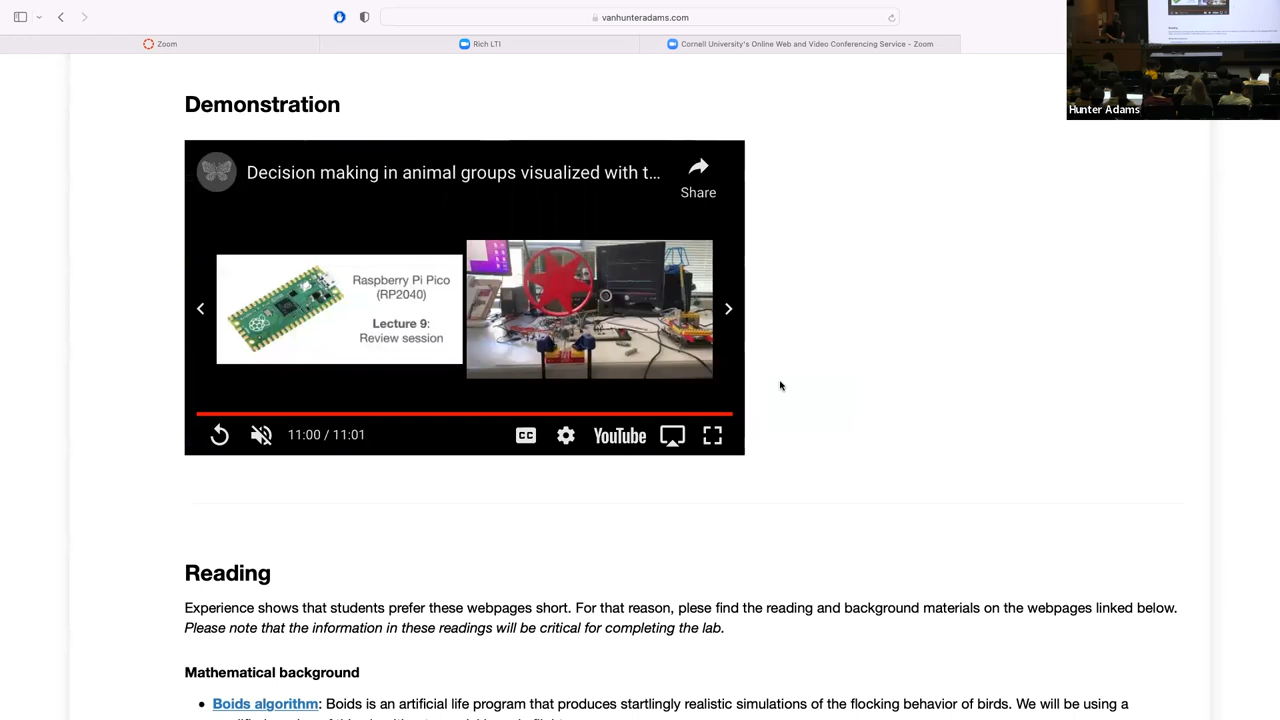 vanhunteradams.com
Zoom
Rich LTI
Cornell University's Online Web and Video Conferencing Service - Zoom
Hunter Adams
Demonstration
Decision making in animal groups visualized with t...
Share
Raspberry Pi Pico
(RP2040)
Lecture 9:
Review session
11:00 / 11:01
CC
YouTube
Reading
Experience shows that students prefer these webpages short. For that reason, plese find the reading and background materials on the webpages linked below.
Please note that the information in these readings will be critical for completing the lab.
Mathematical background
• Boids algorithm: Boids is an artificial life program that produces startlingly realistic simulations of the flocking behavior of birds. We will be using a